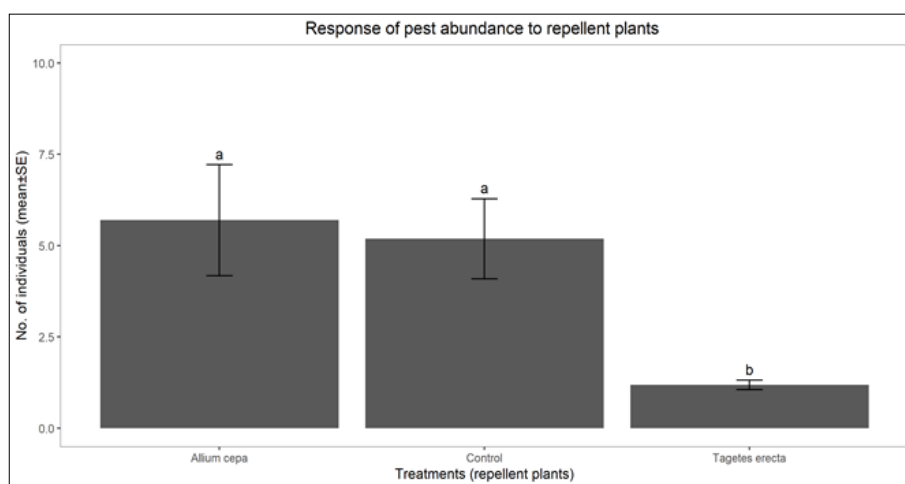 Response of pest abundance to repellent plants
No. of individuals (mean±SE)
10.0
7.5
5.0
2.5
0.0
a
a
b
Allium cepa
Control
Tagetes erecta
Treatments (repellent plants)